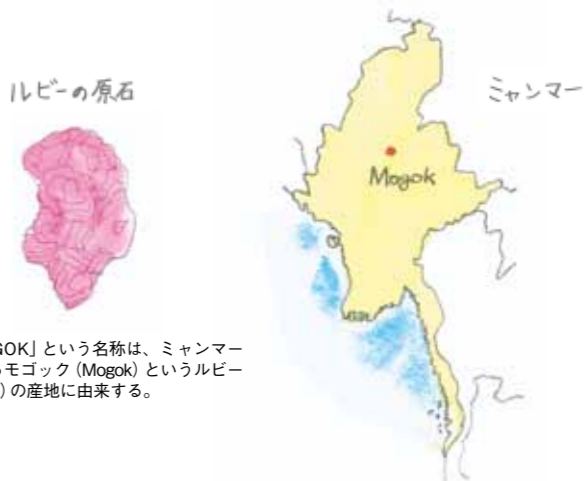 ルビーの原石
ミャンマー
Mogok
GOK」という名称は、ミャンマー
モゴック (Mogok) というルビー
の産地に由来する。